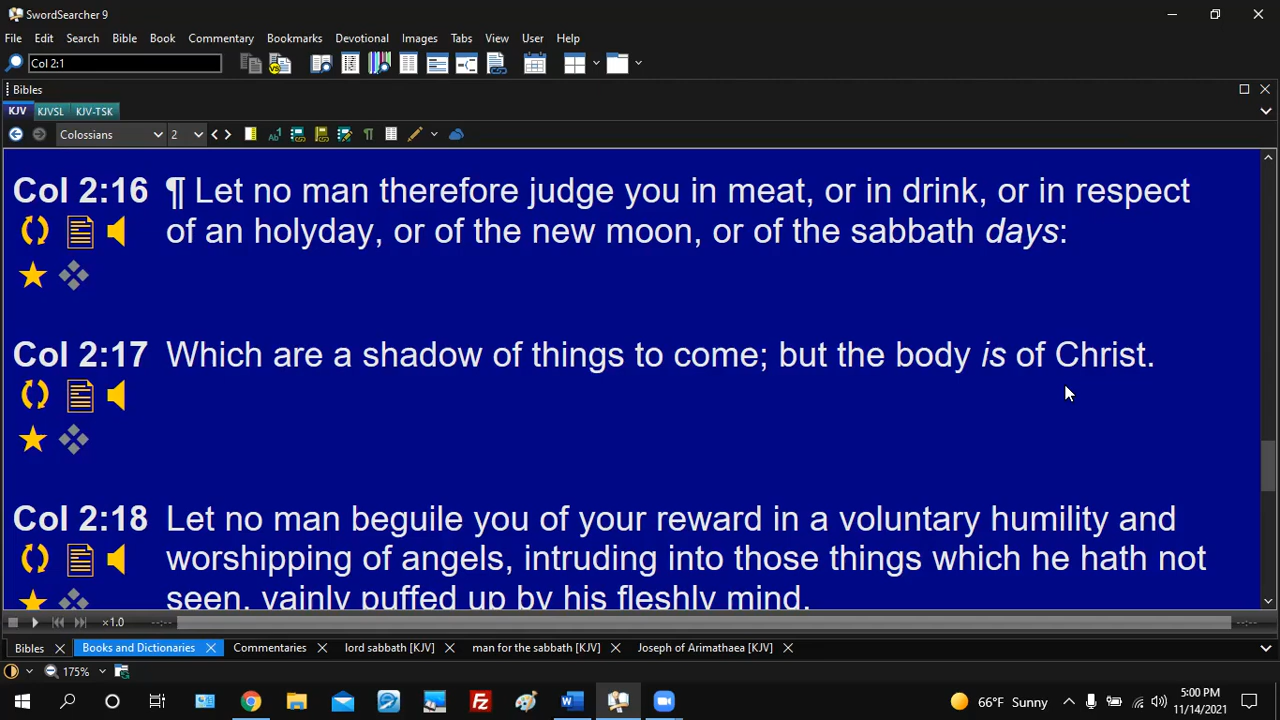 SwordSearcher 9
File Edit Search Bible Book Commentary Bookmarks Devotional Images Tabs View User Help
Col 2:1
Bibles
KJV KJVSL KJV-TSK
Colossians 2
Col 2:16 ¶ Let no man therefore judge you in meat, or in drink, or in respect
of an holyday, or of the new moon, or of the sabbath days:
Col 2:17 Which are a shadow of things to come; but the body is of Christ.
Col 2:18 Let no man beguile you of your reward in a voluntary humility and
worshipping of angels, intruding into those things which he hath not
seen, vainly puffed up by his fleshly mind,
×1.0 --:-- --:--
Bibles Books and Dictionaries Commentaries lord sabbath [KJV] man for the sabbath [KJV] Joseph of Arimathaea [KJV]
175%
66°F Sunny 5:00 PM
11/14/2021